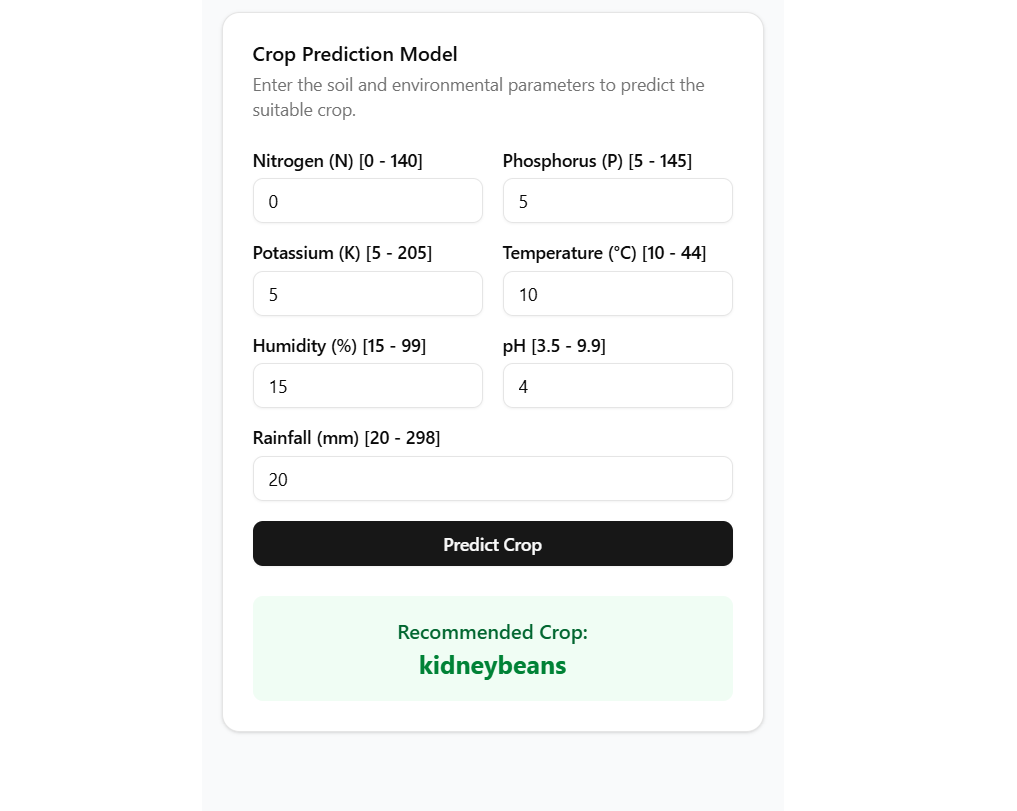 Crop Prediction Model
Enter the soil and environmental parameters to predict the
suitable crop.
Nitrogen (N) [0 - 140]
0
Phosphorus (P) [5 - 145]
5
Potassium (K) [5 - 205]
5
Temperature (°C) [10 - 44]
10
Humidity (%) [15 - 99]
15
pH [3.5 - 9.9]
4
Rainfall (mm) [20 - 298]
20
Predict Crop
Recommended Crop:
kidneybeans